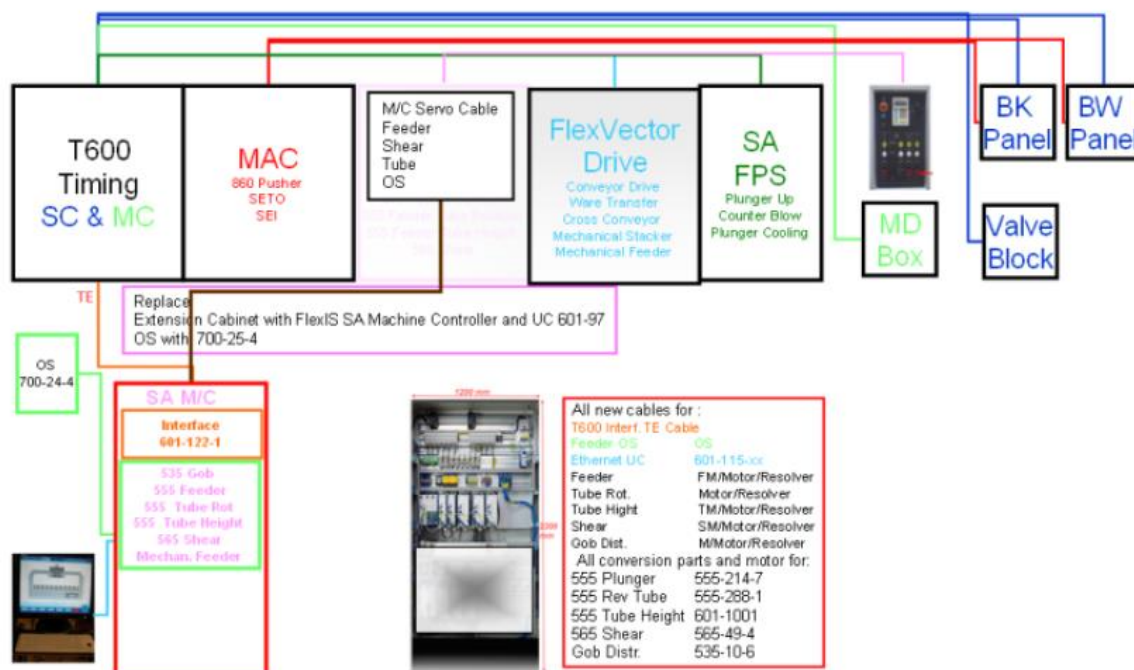 T600
Timing
SC & MC
MAC
860 Pusher
SETO
SEI
M/C Servo Cable
Feeder
Shear
Tube
OS
FlexVector
Drive
Conveyor Drive
Ware Transfer
Cross Conveyor
Mechanical Stacker
Mechanical Feeder
SA
FPS
Plunger Up
Counter Blow
Plunger Cooling
BK
Panel
BW
Panel
MD
Box
Valve
Block
TE
Replace
Extension Cabinet with FlexIS SA Machine Controller and UC 601-97
OS with 700-25-4
OS
700-24-4
SA M/C
Interface
601-122-1
535 Gob
555 Feeder
555 Tube Rot
555 Tube Height
565 Shear
Mechan. Feeder
1200 mm
mm
All new cables for :
T600 Interf. TE Cable
Feeder OS OS
Ethernet UC 601-115-xx
Feeder FM/Motor/Resolver
Tube Rot. Motor/Resolver
Tube Hight TM/Motor/Resolver
Shear SM/Motor/Resolver
Gob Dist. M/Motor/Resolver
All conversion parts and motor for:
555 Plunger 555-214-7
555 Rev Tube 555-288-1
555 Tube Height 601-1001
565 Shear 565-49-4
Gob Distr. 535-10-6